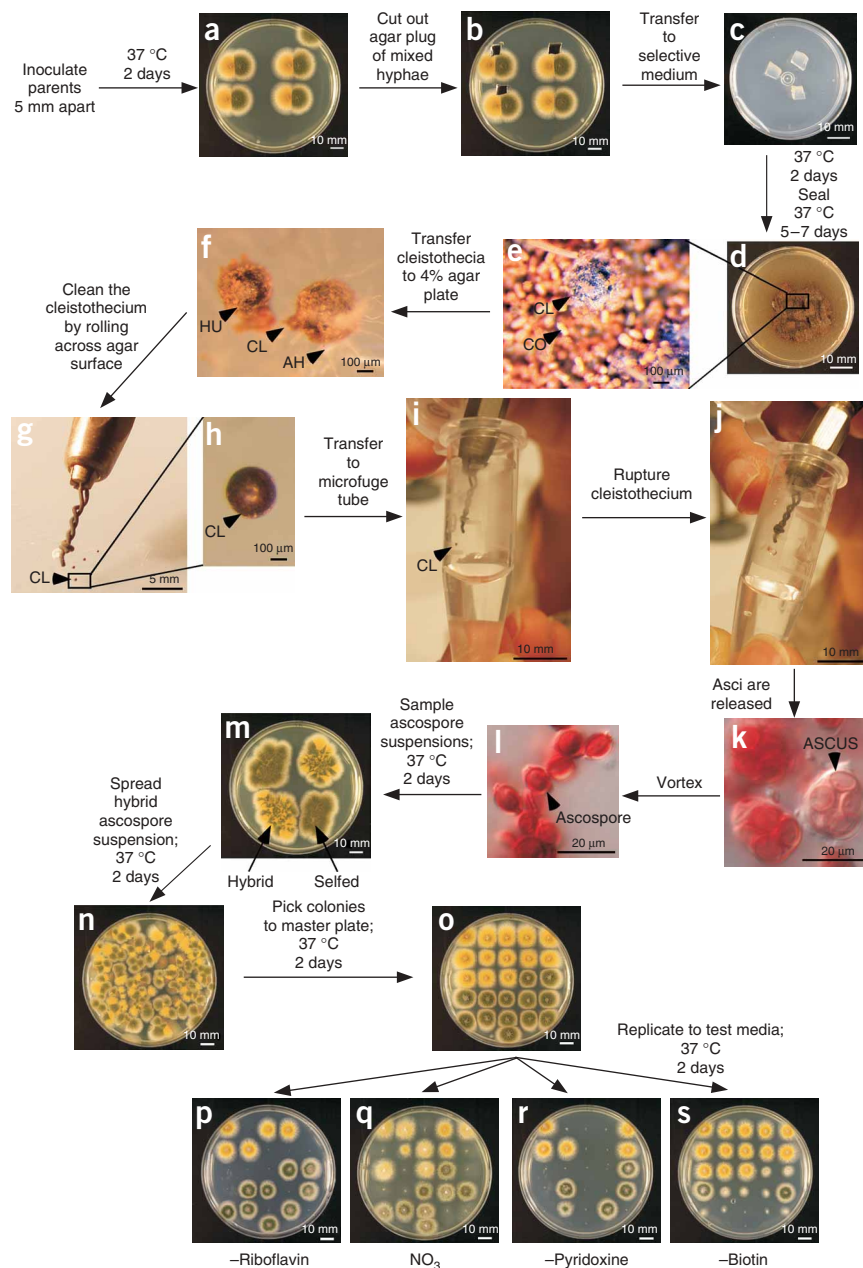 Inoculate
parents
5 mm apart
37 °C
2 days
a
10 mm
Cut out
agar plug
of mixed
hyphae
b
10 mm
Transfer
to
selective
medium
c
10 mm
37 °C
2 days
Seal
37 °C
5–7 days
d
10 mm
e
CL
CO
100 µm
Transfer
cleistothecia
to 4% agar
plate
f
HU
CL
AH
100 µm
Clean the
cleistothecium
by rolling
across agar
surface
g
CL
5 mm
h
CL
100 µm
Transfer
to
microfuge
tube
i
CL
10 mm
Rupture
cleistothecium
j
10 mm
Asci are
released
k
ASCUS
20 µm
Vortex
l
Ascospore
20 µm
Sample
ascospore
suspensions;
37 °C
2 days
m
10 mm
Hybrid
Selfed
Spread
hybrid
ascospore
suspension;
37 °C
2 days
n
10 mm
Pick colonies
to master plate;
37 °C
2 days
o
10 mm
Replicate to test media;
37 °C
2 days
p
10 mm
–Riboflavin
q
10 mm
NO3
r
10 mm
–Pyridoxine
s
10 mm
–Biotin